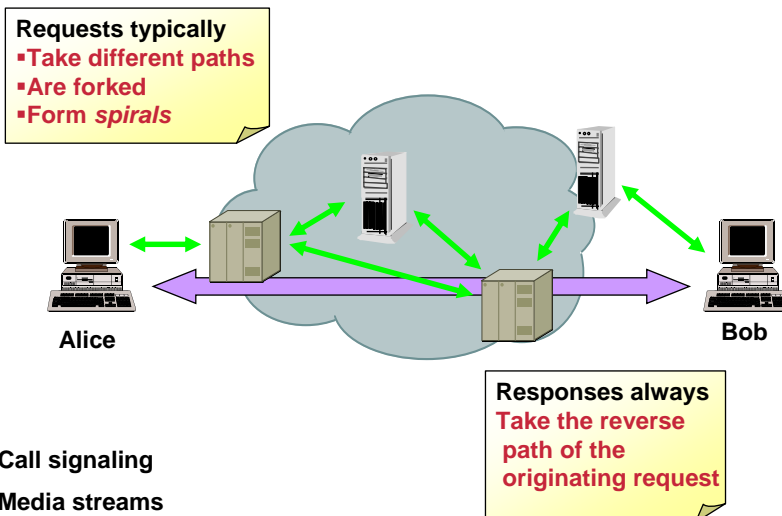 Requests typically
▪Take different paths
▪Are forked
▪Form spirals
Alice
Bob
Responses always
Take the reverse
path of the
originating request
Call signaling
Media streams